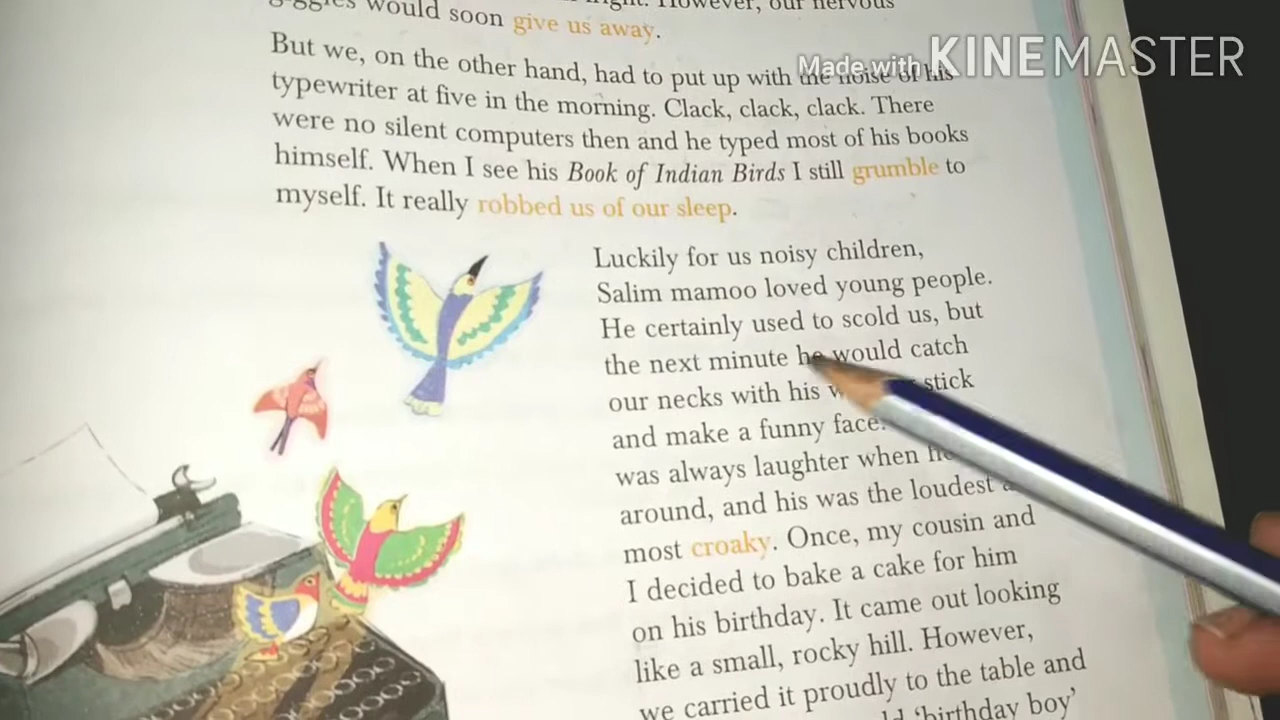 would soon give us away.
However, our nervous
Made with KINEMASTER
But we, on the other hand, had to put up with the noise of his
typewriter at five in the morning. Clack, clack, clack. There
were no silent computers then and he typed most of his books
himself. When I see his Book of Indian Birds I still grumble to
myself. It really robbed us of our sleep.
Luckily for us noisy children,
Salim mamoo loved young people.
He certainly used to scold us, but
the next minute he would catch
our necks with his stick
and make a funny face.
was always laughter when
around, and his was the loudest
most croaky. Once, my cousin and
I decided to bake a cake for him
on his birthday. It came out looking
like a small, rocky hill. However,
we carried it proudly to the table and
'birthday boy'